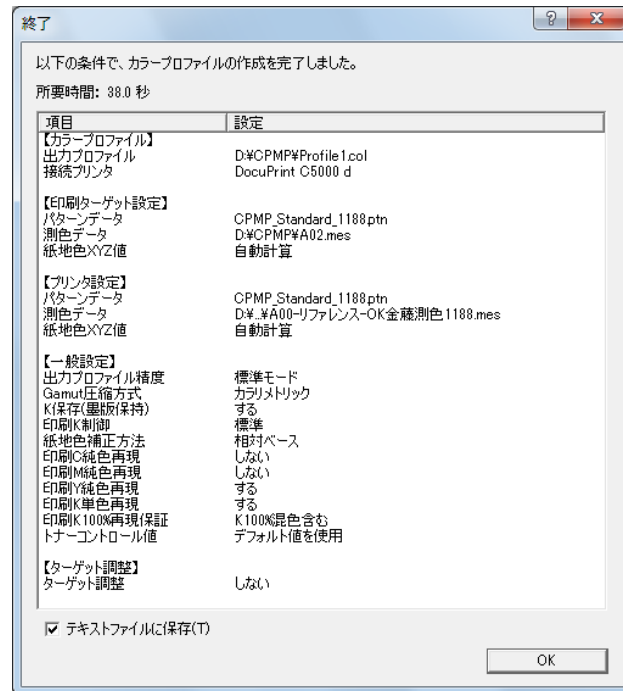 終了
以下の条件で、カラープロファイルの作成を完了しました。
所要時間: 38.0 秒
項目 設定
【カラープロファイル】
出力プロファイル D:¥CPMP¥Profile1.col
接続プリンタ DocuPrint C5000 d
【印刷ターゲット設定】
パターンデータ CPMP_Standard_1188.ptn
測色データ D:¥CPMP¥A02.mes
紙地色XYZ値 自動計算
【プリンタ設定】
パターンデータ CPMP_Standard_1188.ptn
測色データ D:¥..¥A00-リファレンス-OK金藤測色1188.mes
紙地色XYZ値 自動計算
【一般設定】
出力プロファイル精度 標準モード
Gamut圧縮方式 カラリメトリック
K保存(墨版保持) する
印刷K制御 標準
紙地色補正方法 相対ベース
印刷C純色再現 しない
印刷M純色再現 しない
印刷Y純色再現 する
印刷K単色再現 する
印刷K100%再現保証 K100%混色含む
トナーコントロール値 デフォルト値を使用
【ターゲット調整】
ターゲット調整 しない
テキストファイルに保存(T)
OK